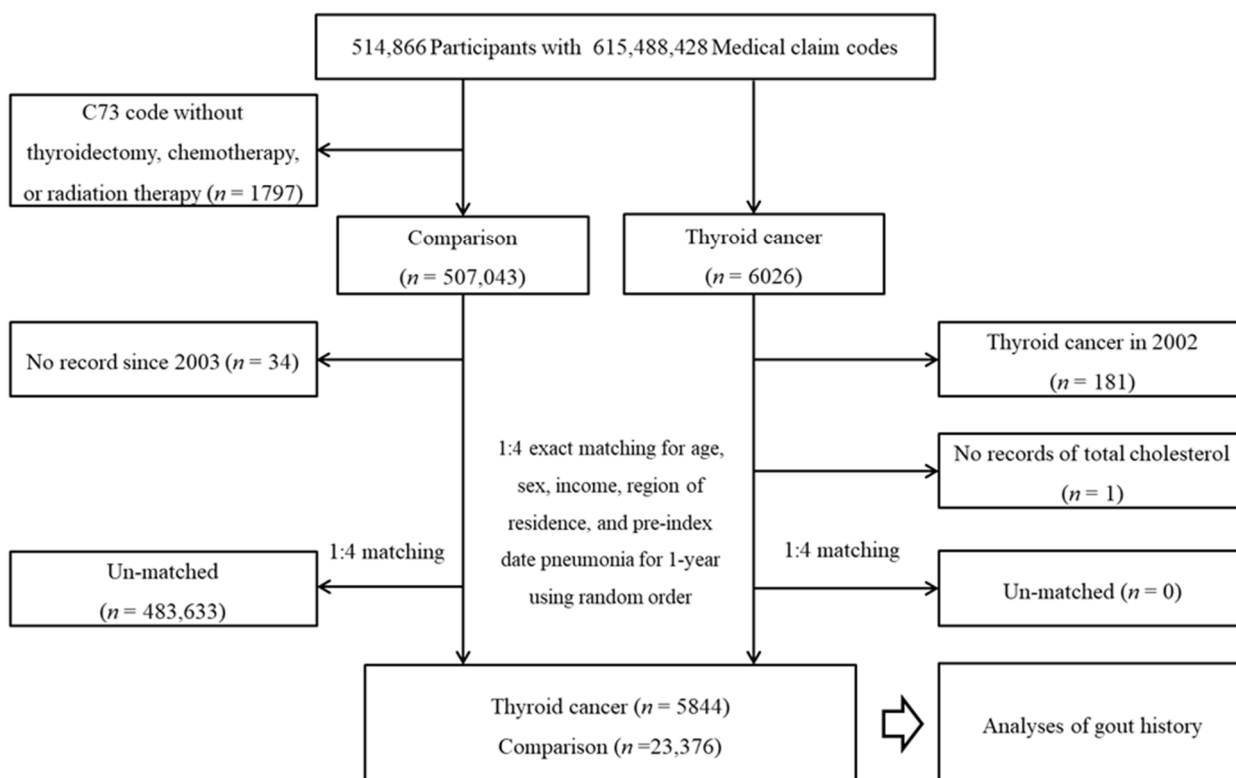 514,866 Participants with 615,488,428 Medical claim codes
C73 code without
thyroidectomy, chemotherapy,
or radiation therapy (n = 1797)
Comparison
(n = 507,043)
Thyroid cancer
(n = 6026)
No record since 2003 (n = 34)
Thyroid cancer in 2002
(n = 181)
1:4 exact matching for age,
sex, income, region of
residence, and pre-index
date pneumonia for 1-year
using random order
No records of total cholesterol
(n = 1)
1:4 matching
Un-matched
(n = 483,633)
1:4 matching
Un-matched (n = 0)
Thyroid cancer (n = 5844)
Comparison (n =23,376)
Analyses of gout history